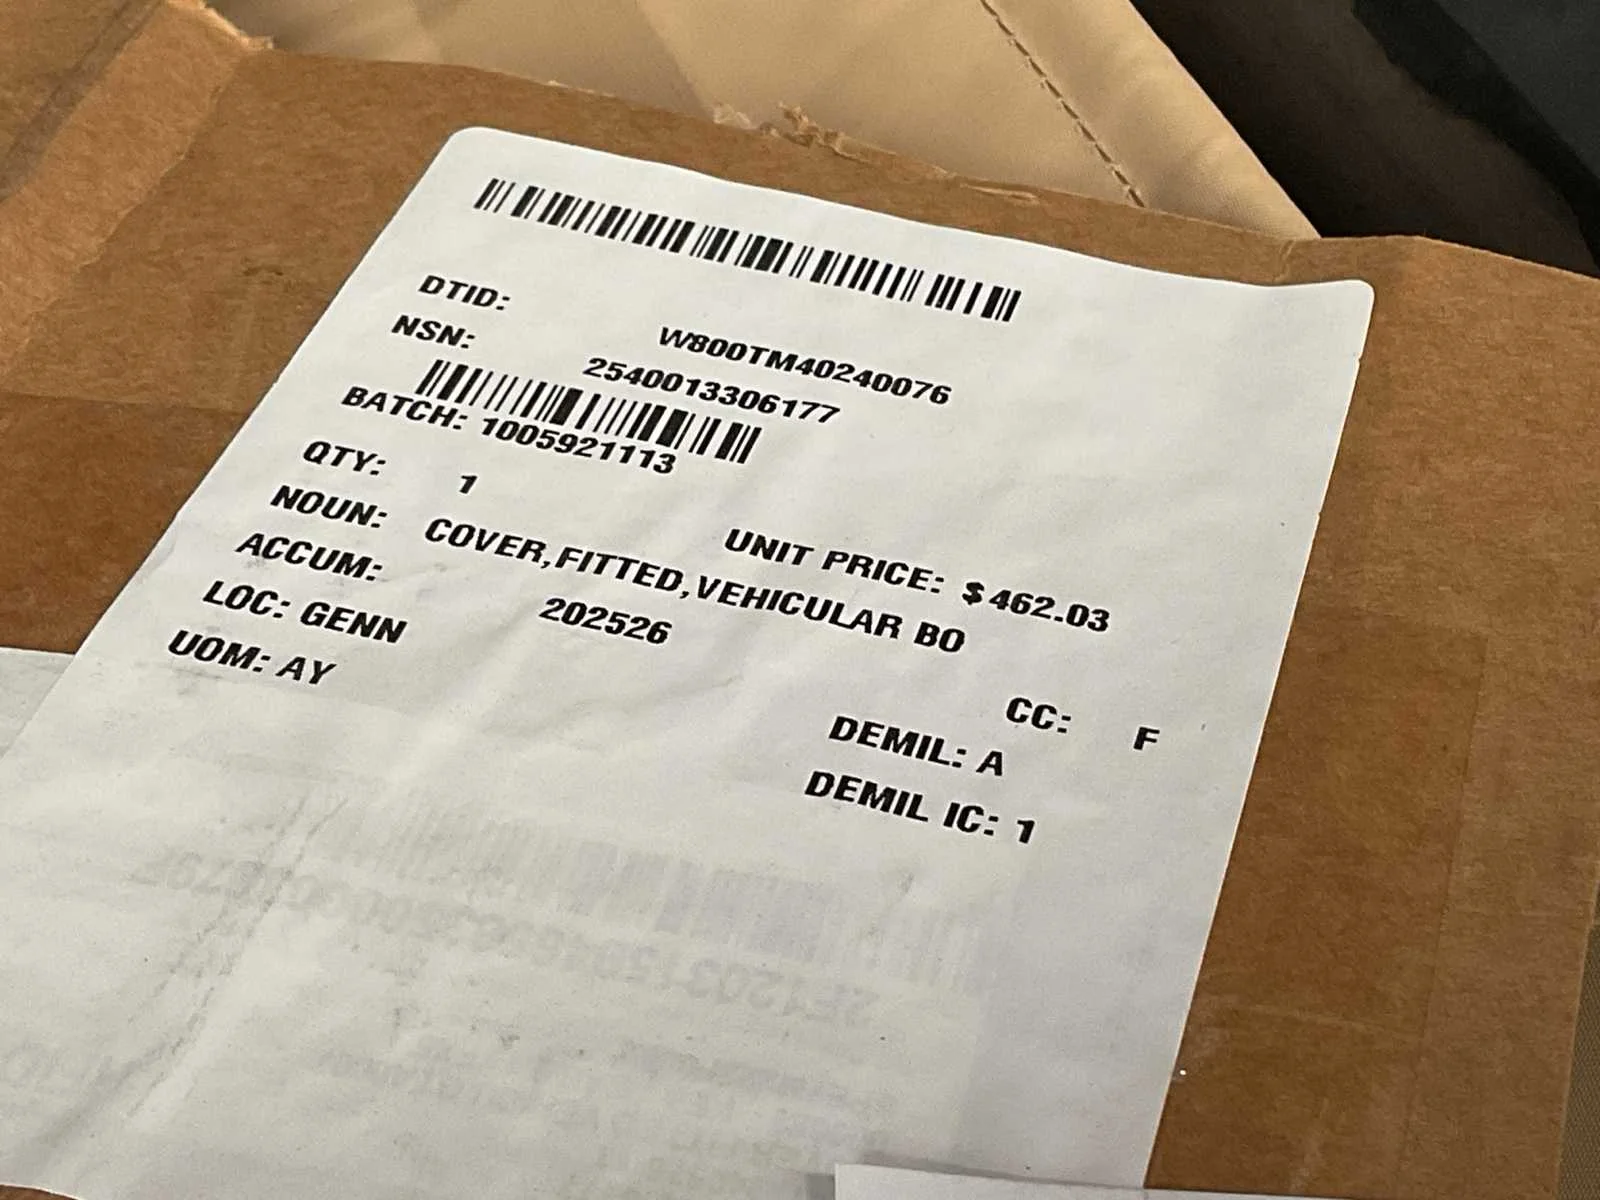 DTID: W800TM40240076
NSN: 2540013306177
BATCH: 1005921113
QTY: 1 UNIT PRICE: $462.03
NOUN: COVER,FITTED,VEHICULAR BO
ACCUM: 202526
LOC: GENN CC: F
UOM: AY DEMIL: A
DEMIL IC: 1